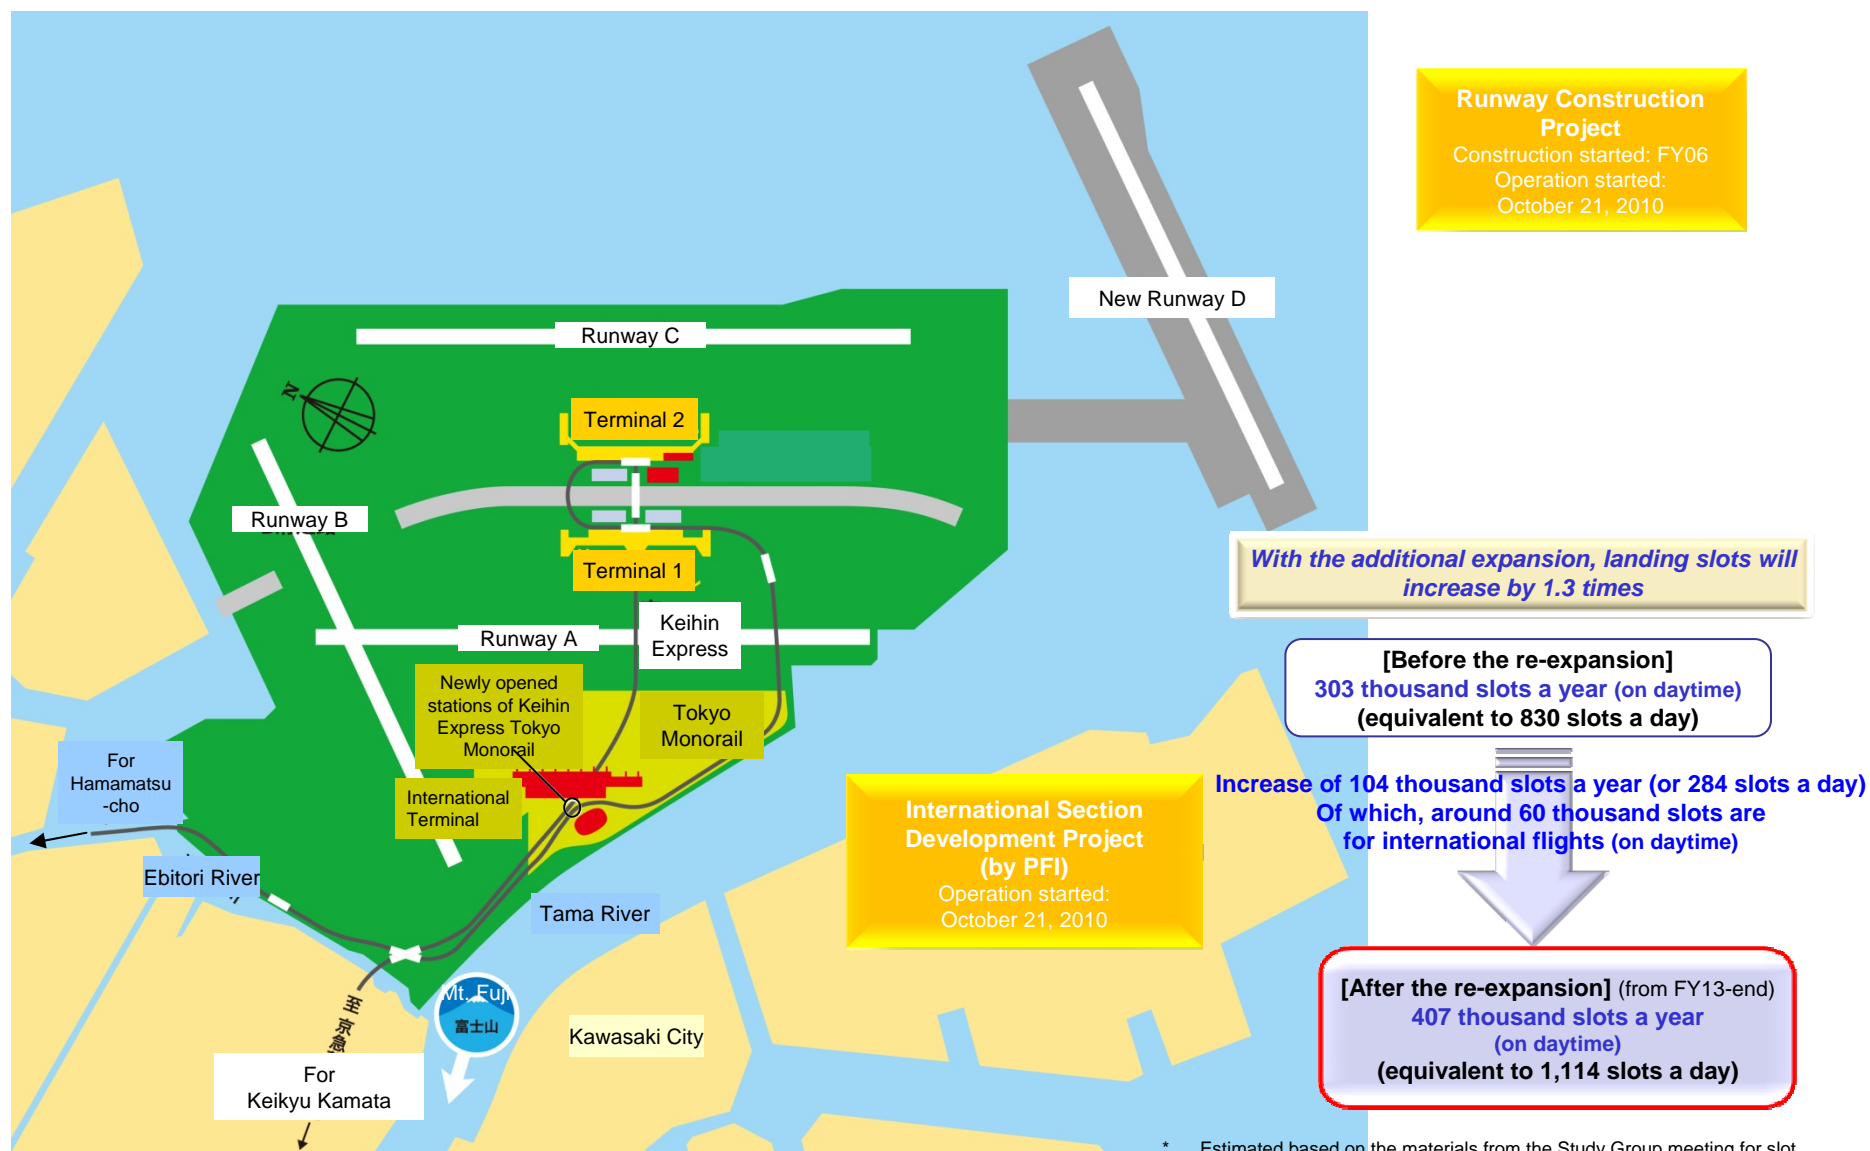 Runway Construction
Project
Construction started: FY06
Operation started:
October 21, 2010
New Runway D
Runway C
N
Terminal 2
Runway B
Terminal 1
Keihin
Express
Runway A
Newly opened
stations of Keihin
Express Tokyo
Monorail
Tokyo
Monorail
International
Terminal
For
Hamamatsu
-cho
Ebitori River
Tama River
Mt. Fuji
富士山
至京急
Kawasaki City
For
Keikyu Kamata
International Section
Development Project
(by PFI)
Operation started:
October 21, 2010
With the additional expansion, landing slots will
increase by 1.3 times
[Before the re-expansion]
303 thousand slots a year (on daytime)
(equivalent to 830 slots a day)
Increase of 104 thousand slots a year (or 284 slots a day)
Of which, around 60 thousand slots are
for international flights (on daytime)
[After the re-expansion] (from FY13-end)
407 thousand slots a year
(on daytime)
(equivalent to 1,114 slots a day)
* Estimated based on the materials from the Study Group meeting for slot